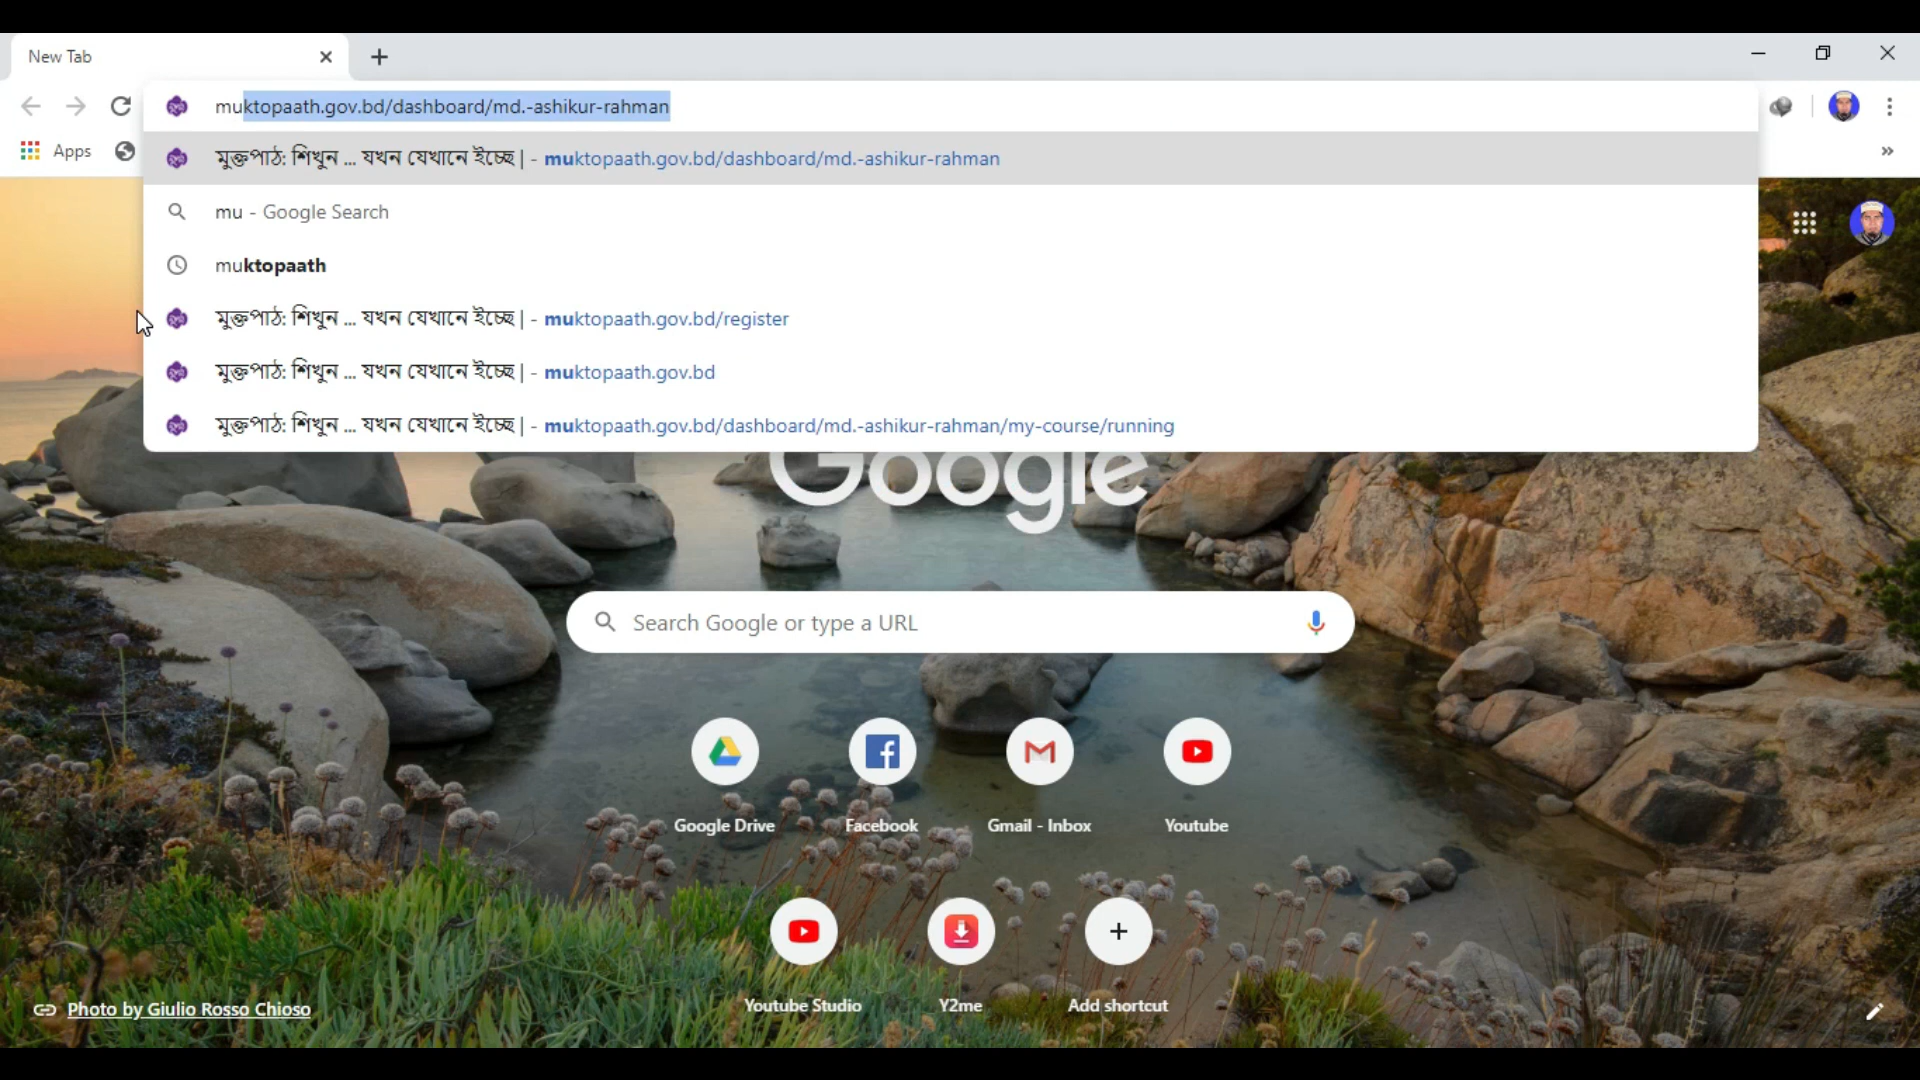 New Tab
muktopaath.gov.bd/dashboard/md.-ashikur-rahman
Apps
মুক্তপাঠ: শিখুন ... যখন যেখানে ইচ্ছে | - muktopaath.gov.bd/dashboard/md.-ashikur-rahman
mu - Google Search
muktopaath
মুক্তপাঠ: শিখুন ... যখন যেখানে ইচ্ছে | - muktopaath.gov.bd/register
মুক্তপাঠ: শিখুন ... যখন যেখানে ইচ্ছে | - muktopaath.gov.bd
মুক্তপাঠ: শিখুন ... যখন যেখানে ইচ্ছে | - muktopaath.gov.bd/dashboard/md.-ashikur-rahman/my-course/running
Google
Search Google or type a URL
Google Drive Facebook Gmail - Inbox Youtube
Youtube Studio Y2me Add shortcut
Photo by Giulio Rosso Chioso